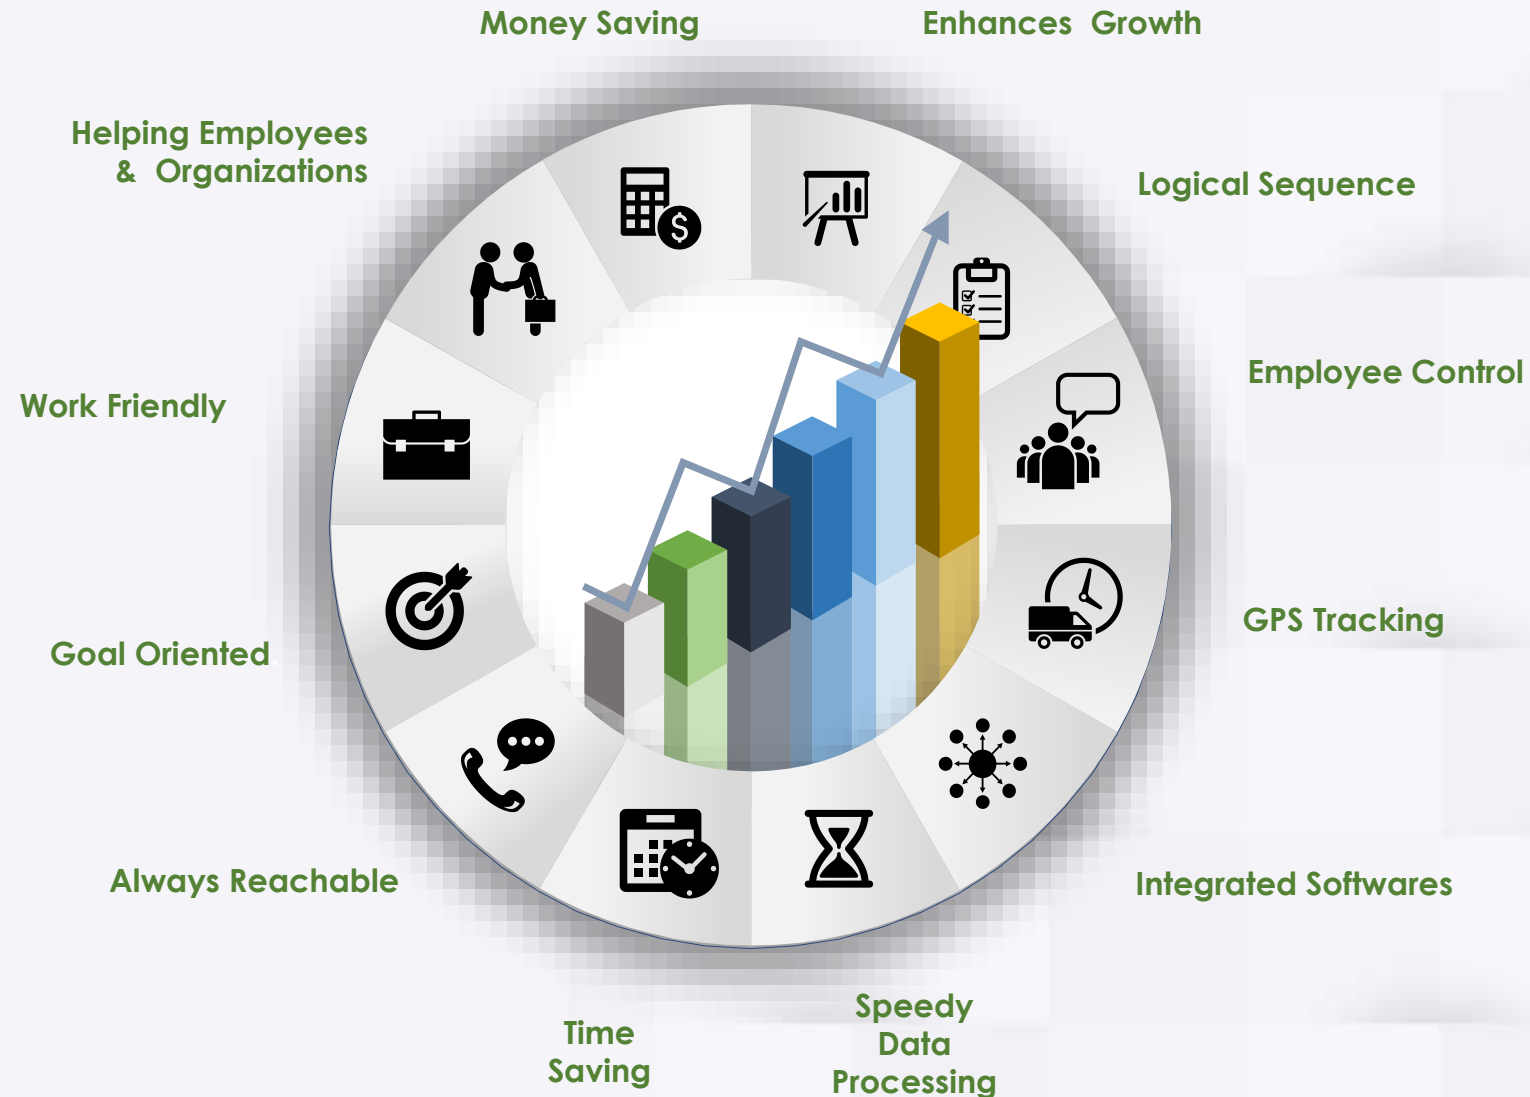 Money Saving
Enhances  Growth
Helping Employees
&  Organizations
Logical Sequence
Employee Control
Work Friendly
GPS Tracking
Goal Oriented
Always Reachable
Integrated Softwares
Time
Saving
Speedy
Data
Processing
$